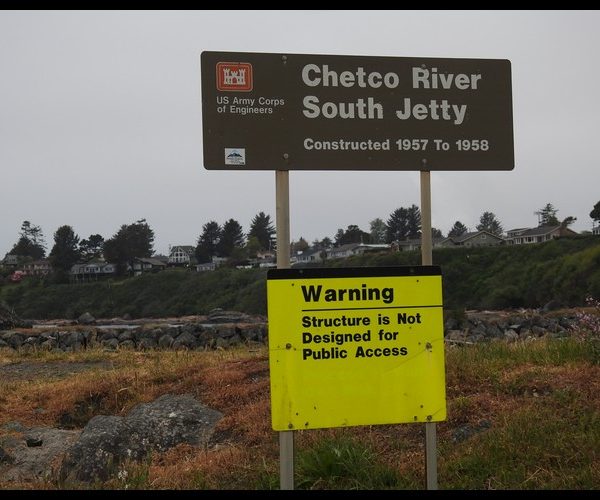 Chetco River
South Jetty
US Army Corps
of Engineers
Constructed 1957 To 1958
Warning
Structure is Not
Designed for
Public Access